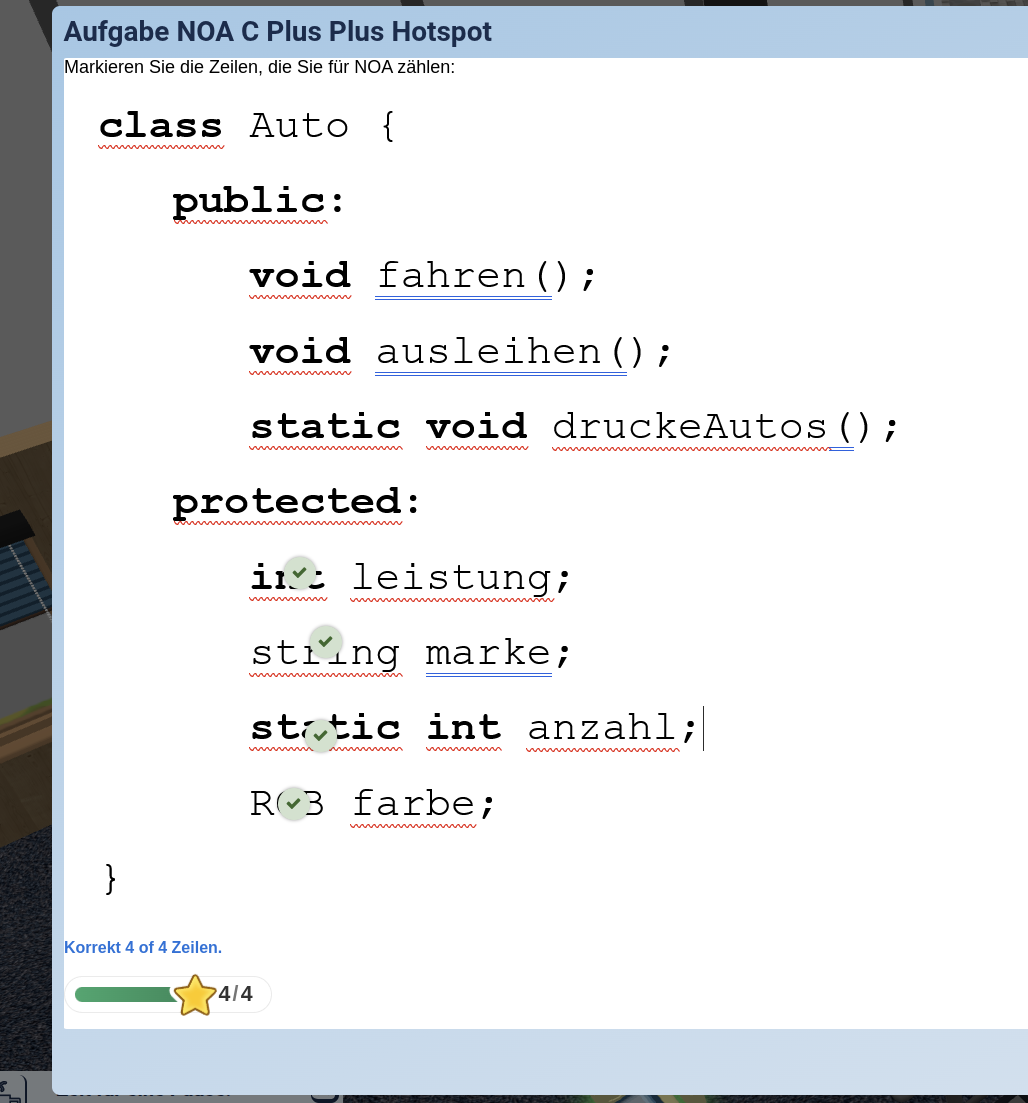 Aufgabe NOA C Plus Plus Hotspot
Markieren Sie die Zeilen, die Sie für NOA zählen:
class Auto {
public:
void fahren();
void ausleihen();
static void druckeAutos();
protected:
int leistung;
string marke;
static int anzahl;
RGB farbe;
}
Korrekt 4 of 4 Zeilen.
4/4